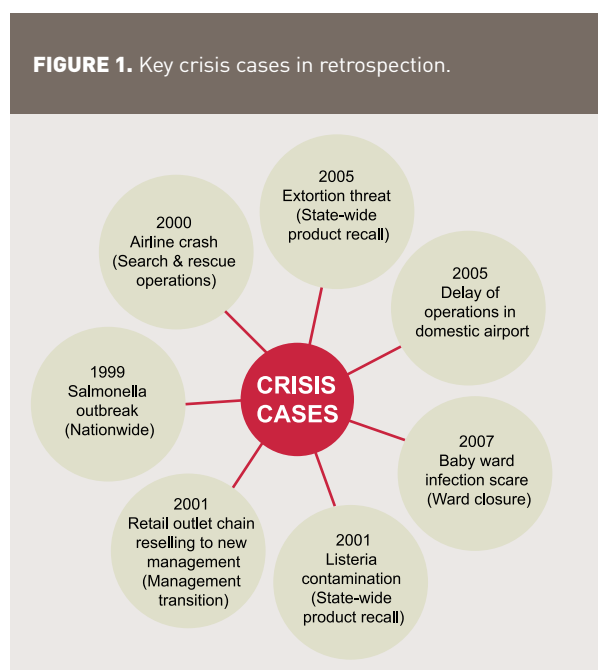 FIGURE 1. Key crisis cases in retrospection.
2005
Extortion threat
(State-wide
product recall)
2000
Airline crash
(Search & rescue
operations)
2005
Delay of
operations in
domestic airport
1999
Salmonella
outbreak
(Nationwide)
CRISIS
CASES
2007
Baby ward
infection scare
(Ward closure)
2001
Retail outlet chain
reselling to new
management
(Management
transition)
2001
Listeria
contamination
(State-wide
product recall)